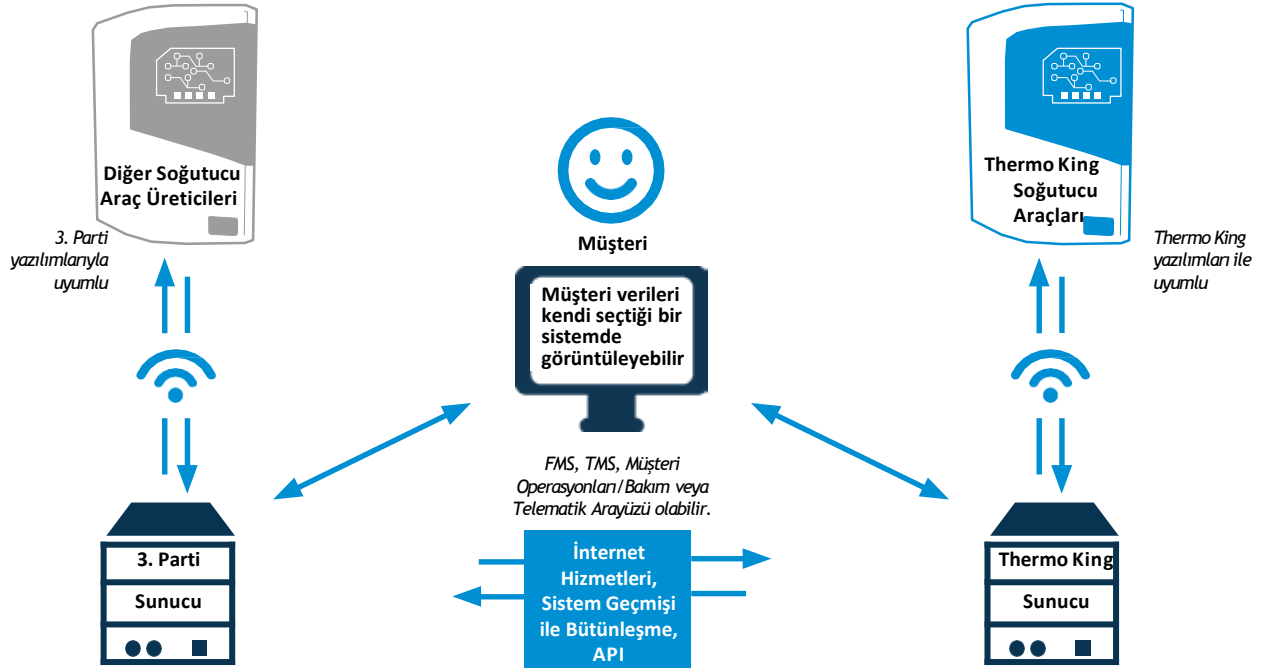 Diğer Soğutucu
Araç Üreticileri
3. Parti
yazılımlarıyla
uyumlu
Müşteri
Müşteri verileri
kendi seçtiği bir
sistemde
görüntüleyebilir
Thermo King
Soğutucu
Araçları
Thermo King
yazılımları ile
uyumlu
FMS, TMS, Müşteri
Operasyonları/Bakım veya
Telematik Arayüzü olabilir.
3. Parti
Sunucu
İnternet
Hizmetleri,
Sistem Geçmişi
ile Bütünleşme,
API
Thermo King
Sunucu